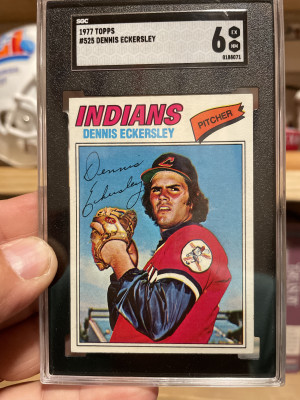 SGC
1977 TOPPS
#525 DENNIS ECKERSLEY
6
EX
NM
INDIANS
PITCHER
DENNIS ECKERSLEY
Dennis
Eckersley